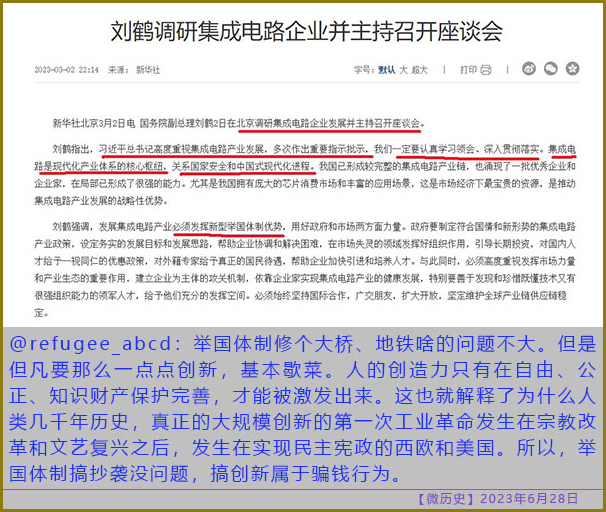 刘鹤调研集成电路企业并主持召开座谈会
2023-03-02 22:14 来源： 新华社
字号：默认 大 超大 | 打印 |
新华社北京3月2日电 国务院副总理刘鹤2日在北京调研集成电路企业发展并主持召开座谈会。
刘鹤指出，习近平总书记高度重视集成电路产业发展，多次作出重要指示批示，我们一定要认真学习领会、深入贯彻落实。集成电
路是现代化产业体系的核心枢纽，关系国家安全和中国式现代化进程。我国已形成较完整的集成电路产业链，也涌现了一批优秀企业和
企业家，在局部已形成了很强的能力，尤其是我国拥有庞大的芯片消费市场和丰富的应用场景，这是市场经济下最宝贵的资源，是推动
集成电路产业发展的战略性优势。
刘鹤强调，发展集成电路产业必须发挥新型举国体制优势，用好政府和市场两方面力量。政府要制定符合国情和新形势的集成电路
产业政策，设定务实的发展目标和发展思路，帮助企业协调和解决困难，在市场失灵的领域发挥好组织作用，引导长期投资，对国内人
才给予一视同仁的优惠政策，对外籍专家给予真正的国民待遇，帮助企业加快引进和培养人才。与此同时，必须高度重视发挥市场力量
和产业生态的重要作用，建立企业为主体的攻关机制，依靠企业家实现集成电路产业的健康发展，特别要善于发现和珍惜既懂技术又有
很强组织能力的领军人才，给予他们充分的发挥空间。必须始终坚持国际合作，广交朋友，扩大开放，坚定维护全球产业链供应链稳
定。
@refugee_abcd：举国体制修个大桥、地铁啥的问题不大。但是
但凡要那么一点点创新，基本歇菜。人的创造力只有在自由、公
正、知识财产保护完善，才能被激发出来。这也就解释了为什么人
类几千年历史，真正的大规模创新的第一次工业革命发生在宗教改
革和文艺复兴之后，发生在实现民主宪政的西欧和美国。所以，举
国体制搞抄袭没问题，搞创新属于骗钱行为。
【微历史】2023年6月28日